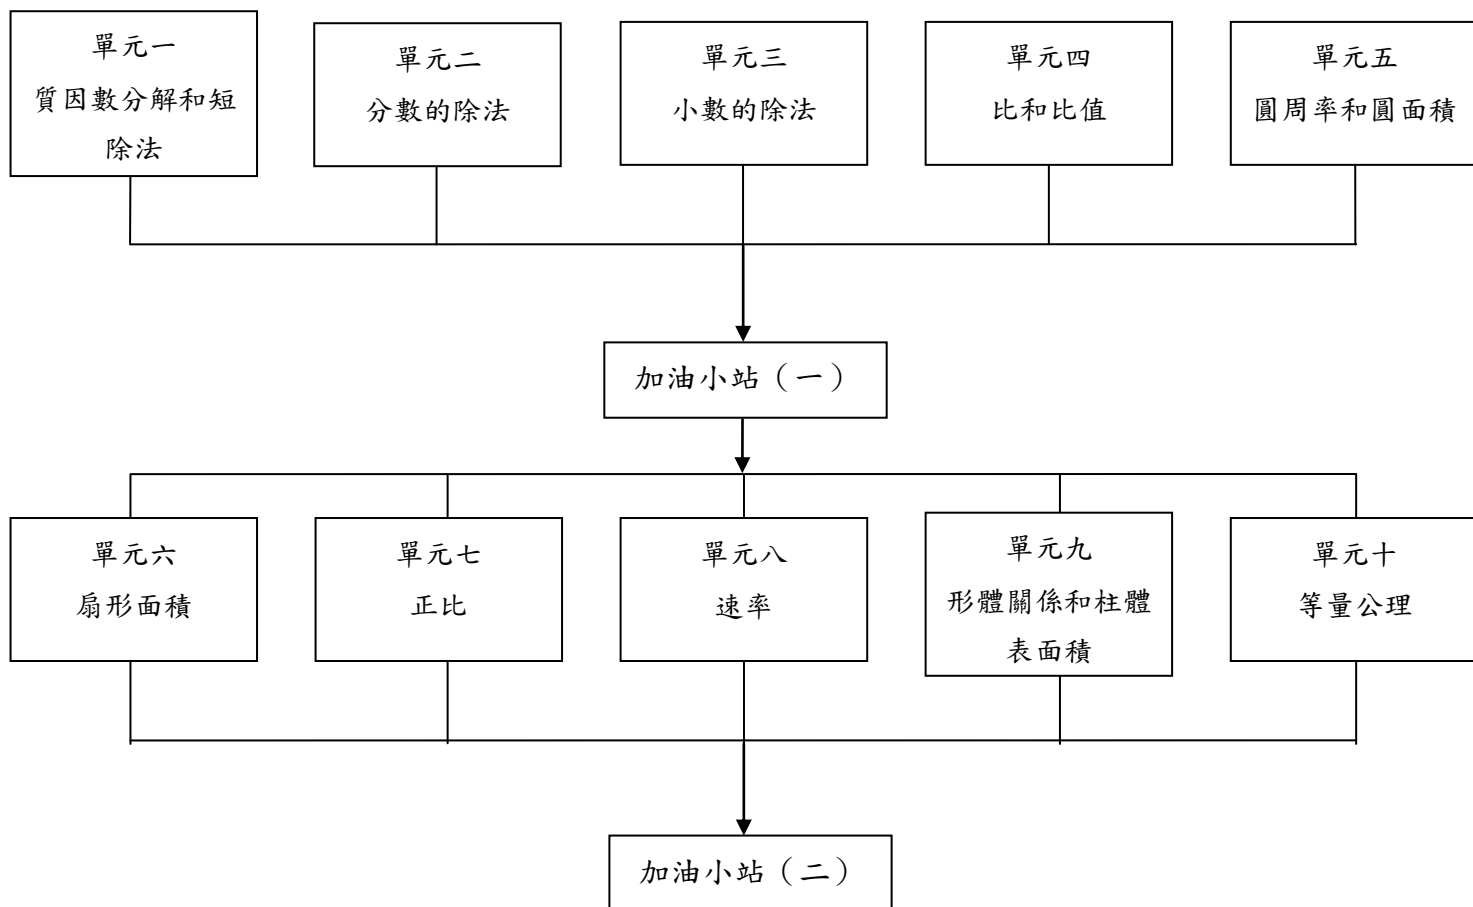 單元一
質因數分解和短
除法
單元二
分數的除法
單元三
小數的除法
單元四
比和比值
單元五
圓周率和圓面積
加油小站（一）
單元六
扇形面積
單元七
正比
單元八
速率
單元九
形體關係和柱體
表面積
單元十
等量公理
加油小站（二）